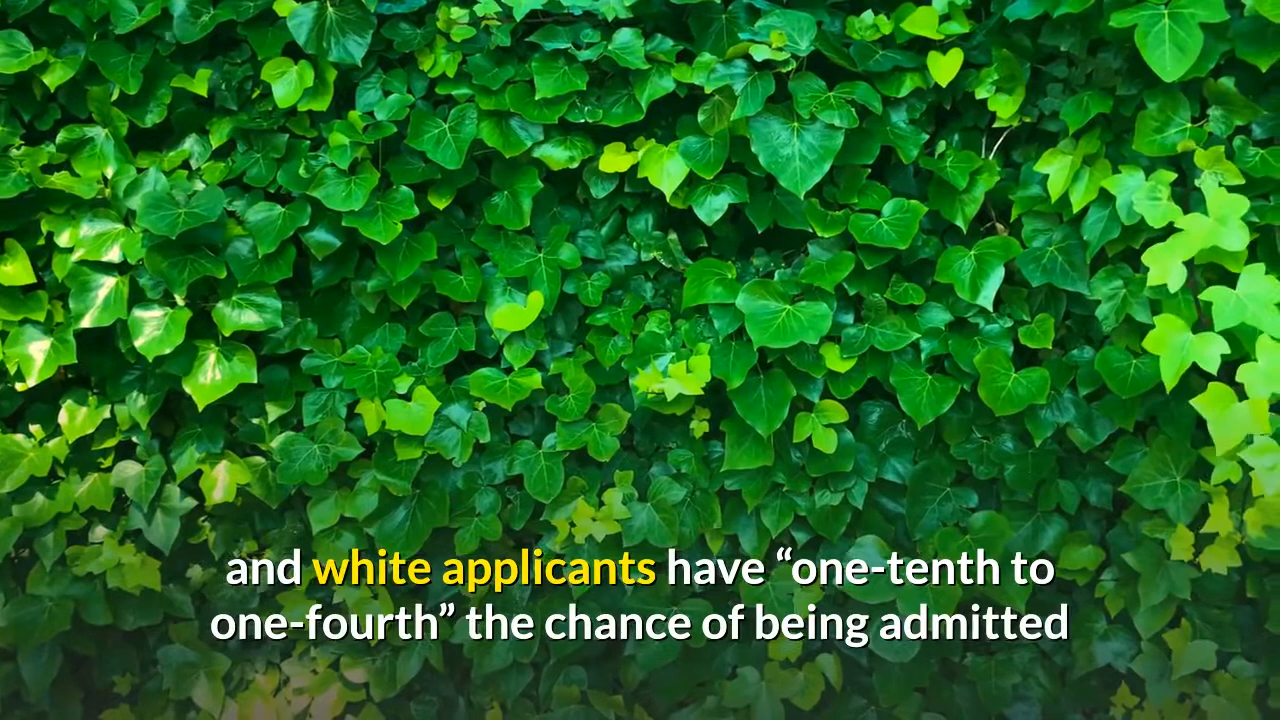 and white applicants have “one-tenth to
one-fourth” the chance of being admitted